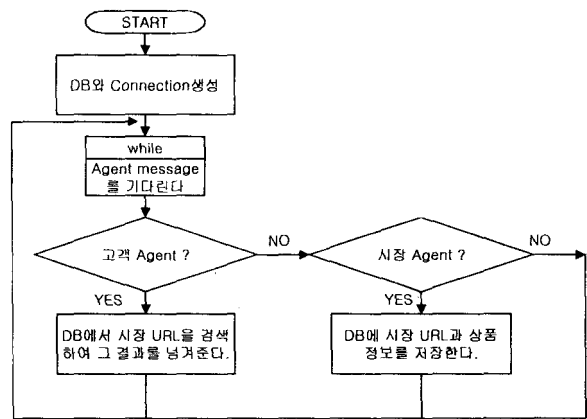 START
DB와 Connection생성
while
Agent message
를 기다린다
고객 Agent ?
NO
시장 Agent ?
NO
YES
YES
DB에서 시장 URL을 검색
하여 그 결과를 넘겨준다.
DB에 시장 URL과 상품
정보를 저장한다.